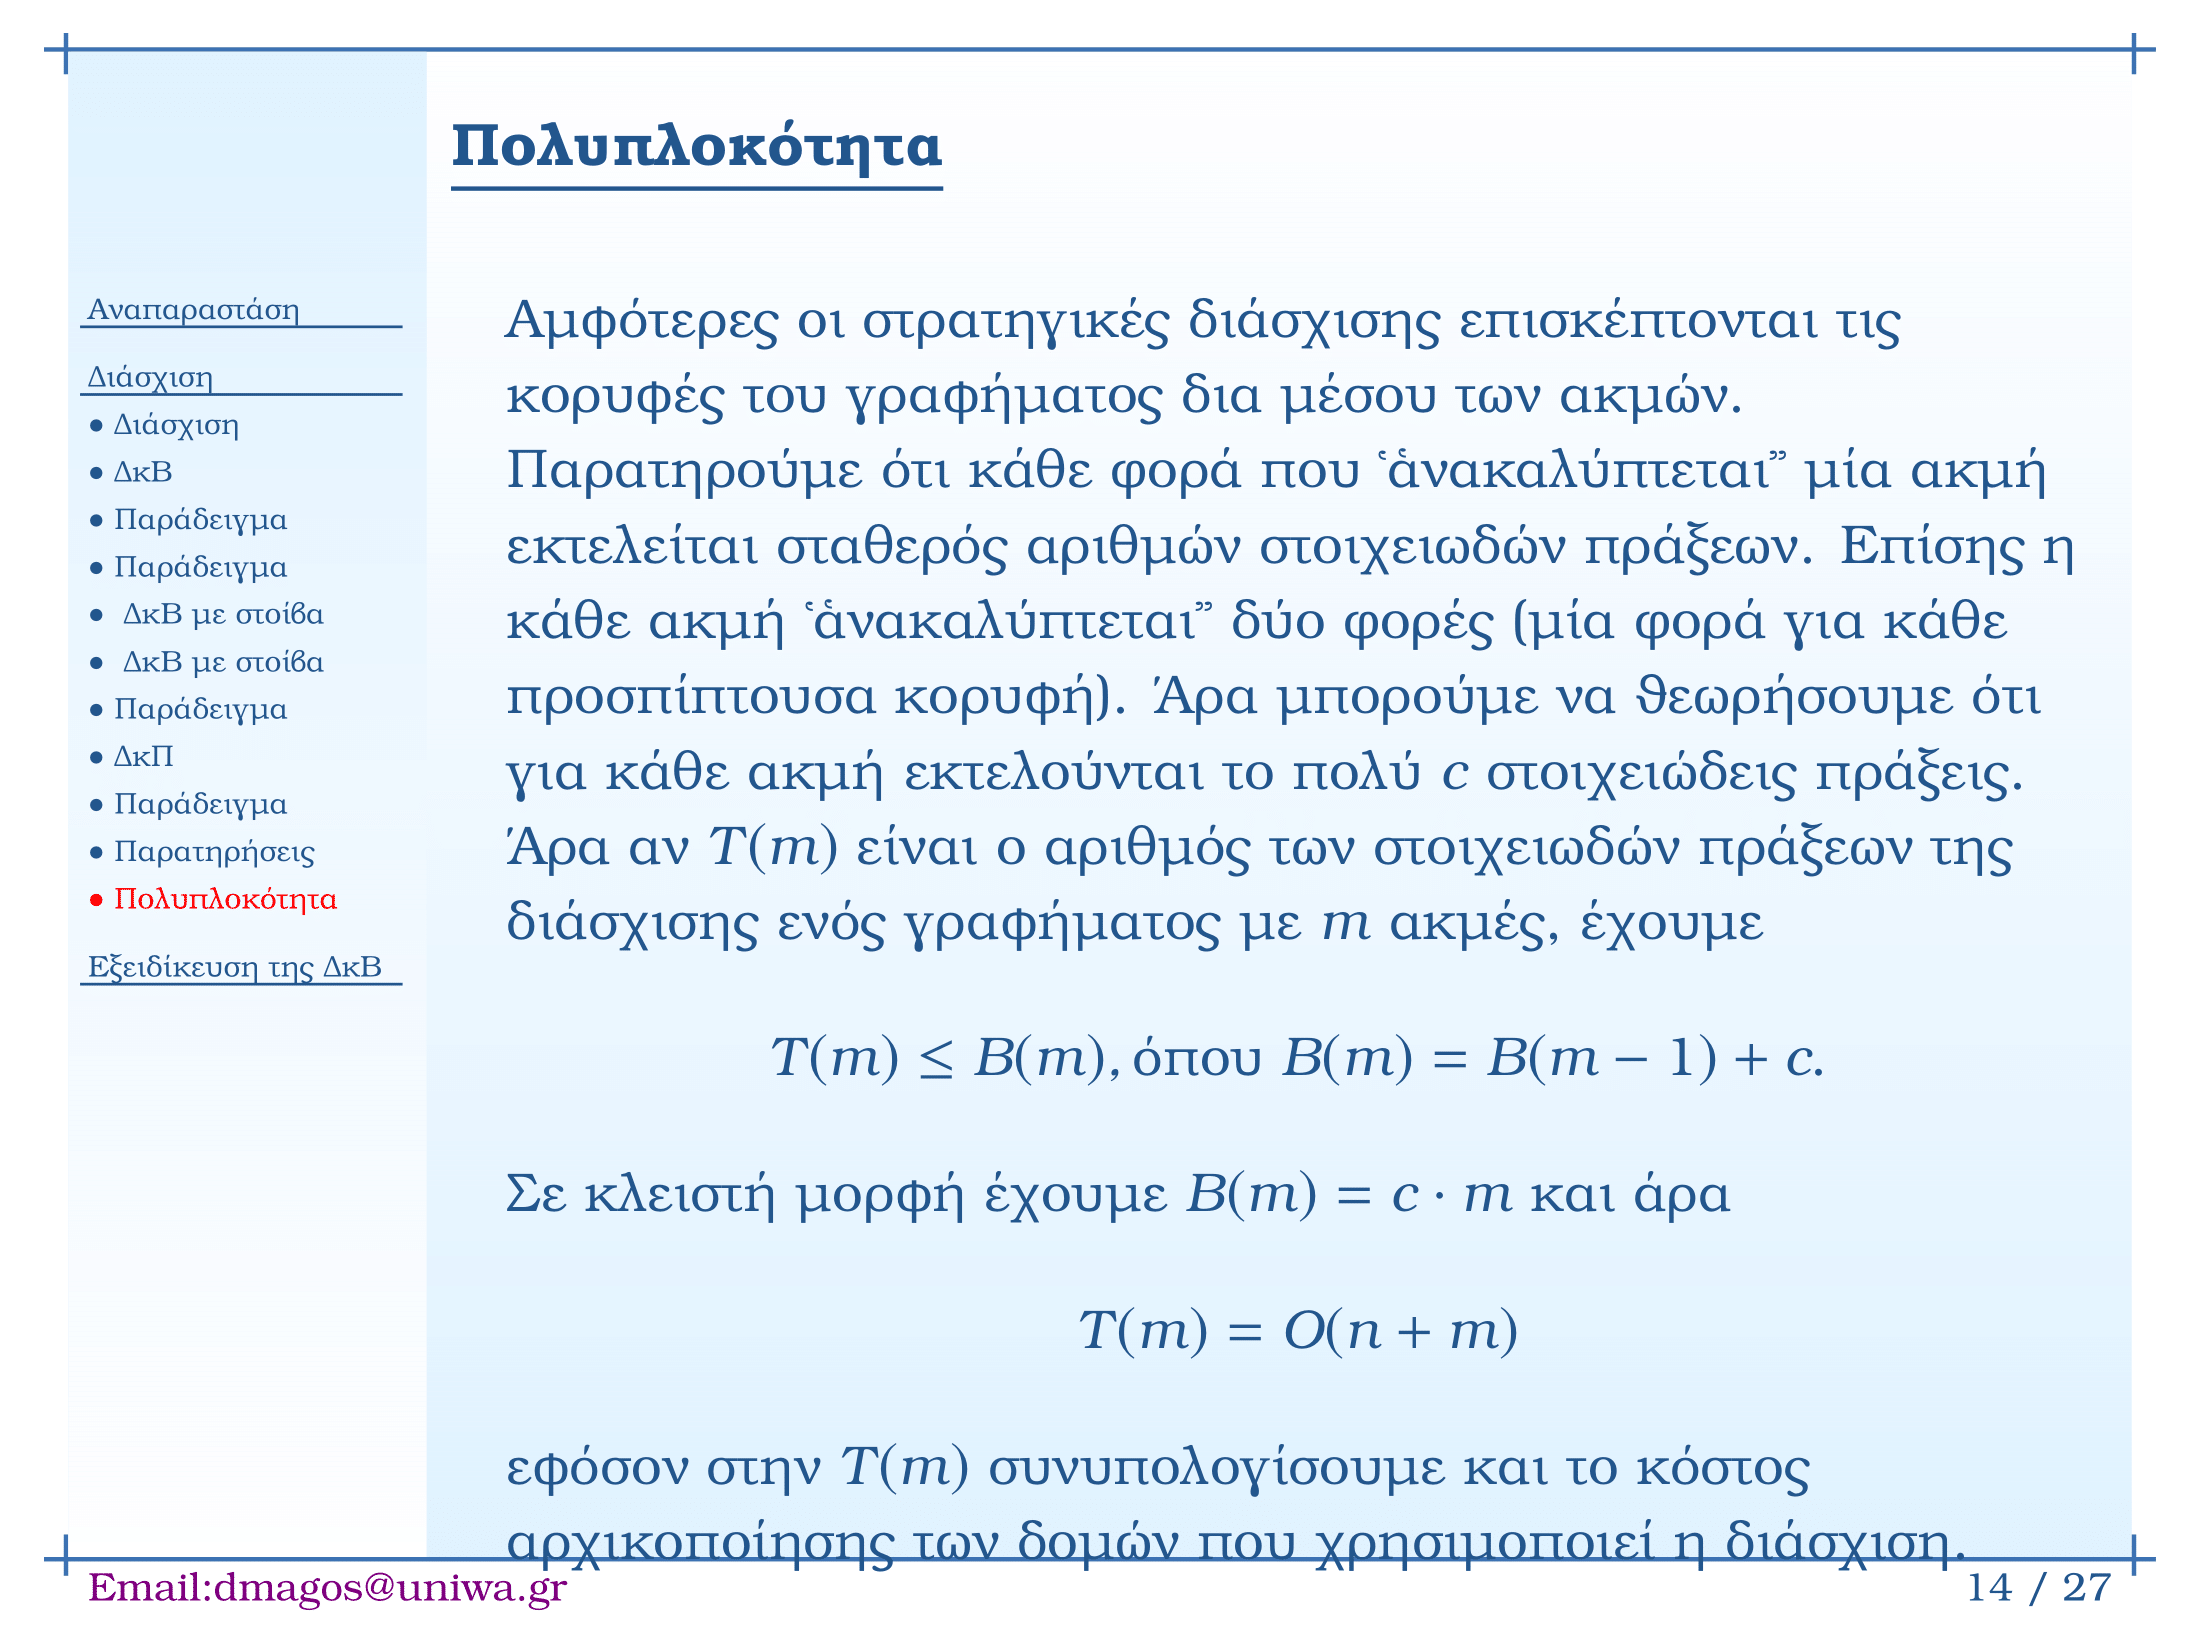 Πολυπλοκότητα
Αναπαραστάση
Διάσχιση
• Διάσχιση
• ΔκΒ
• Παράδειγμα
• Παράδειγμα
• ΔκΒ με στοίβα
• ΔκΒ με στοίβα
• Παράδειγμα
• ΔκΠ
• Παράδειγμα
• Παρατηρήσεις
• Πολυπλοκότητα
Εξειδίκευση της ΔκΒ
Αμφότερες οι στρατηγικές διάσχισης επισκέπτονται τις
κορυφές του γραφήματος δια μέσου των ακμών.
Παρατηρούμε ότι κάθε φορά που ‘ἁνακαλύπτεται” μία ακμή
εκτελείται σταθερός αριθμών στοιχειωδών πράξεων. Επίσης η
κάθε ακμή ‘ἁνακαλύπτεται” δύο φορές (μία φορά για κάθε
προσπίπτουσα κορυφή). Άρα μπορούμε να θεωρήσουμε ότι
για κάθε ακμή εκτελούνται το πολύ c στοιχειώδεις πράξεις.
Άρα αν T(m) είναι ο αριθμός των στοιχειωδών πράξεων της
διάσχισης ενός γραφήματος με m ακμές, έχουμε
T(m) ≤ B(m), όπου B(m) = B(m − 1) + c.
Σε κλειστή μορφή έχουμε B(m) = c · m και άρα
T(m) = O(n + m)
εφόσον στην T(m) συνυπολογίσουμε και το κόστος
αρχικοποίησης των δομών που χρησιμοποιεί η διάσχιση.
Email:dmagos@uniwa.gr
14 / 27